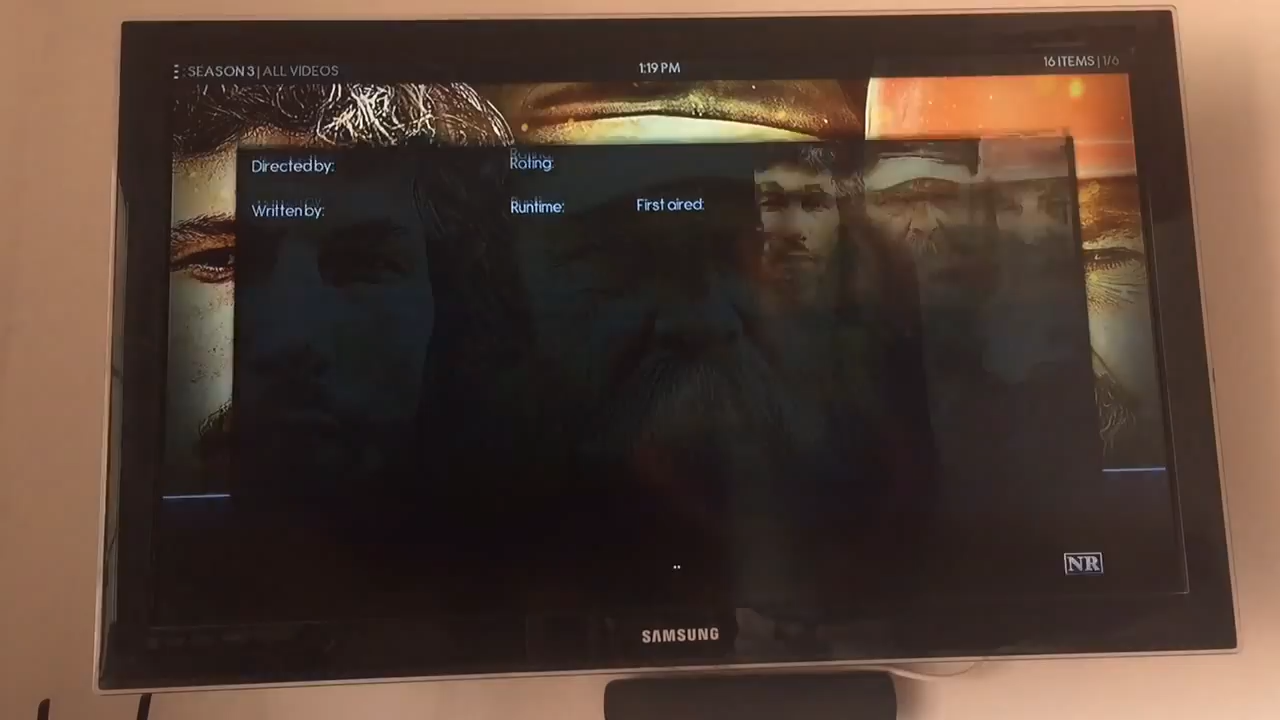 SEASON 3 | ALL VIDEOS
1:19 PM
16 ITEMS | 1/6
Directed by:
Rating:
Written by:
Runtime:
First aired:
..
NR
SAMSUNG